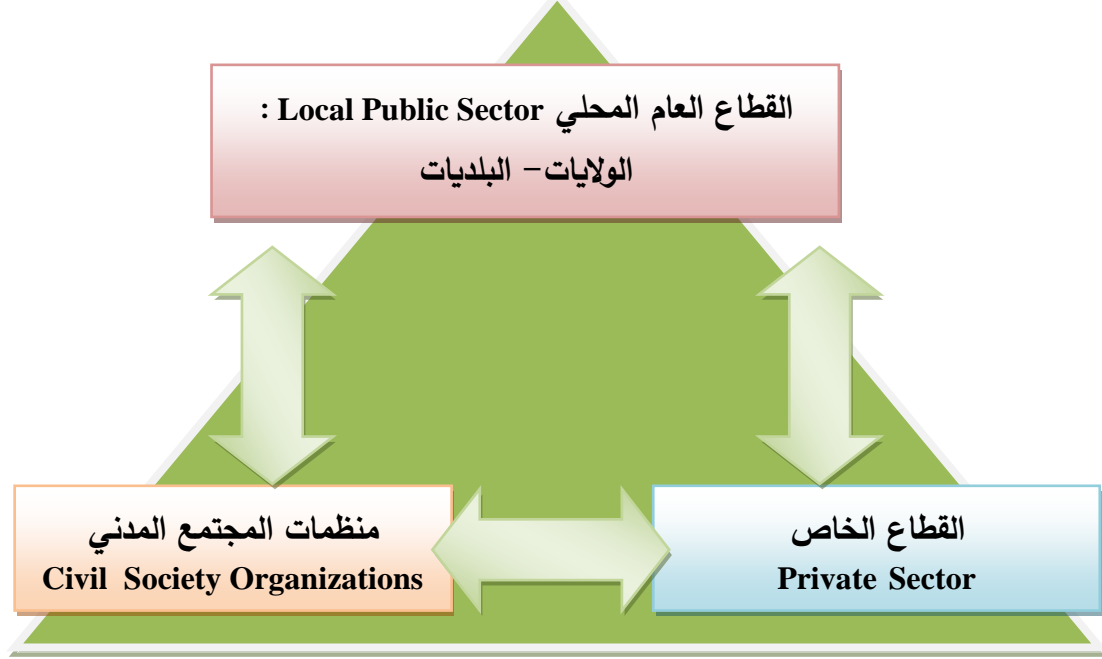 القطاع العام المحلي Local Public Sector :
الولايات- البلديات
منظمات المجتمع المدني
Civil Society Organizations
القطاع الخاص
Private Sector